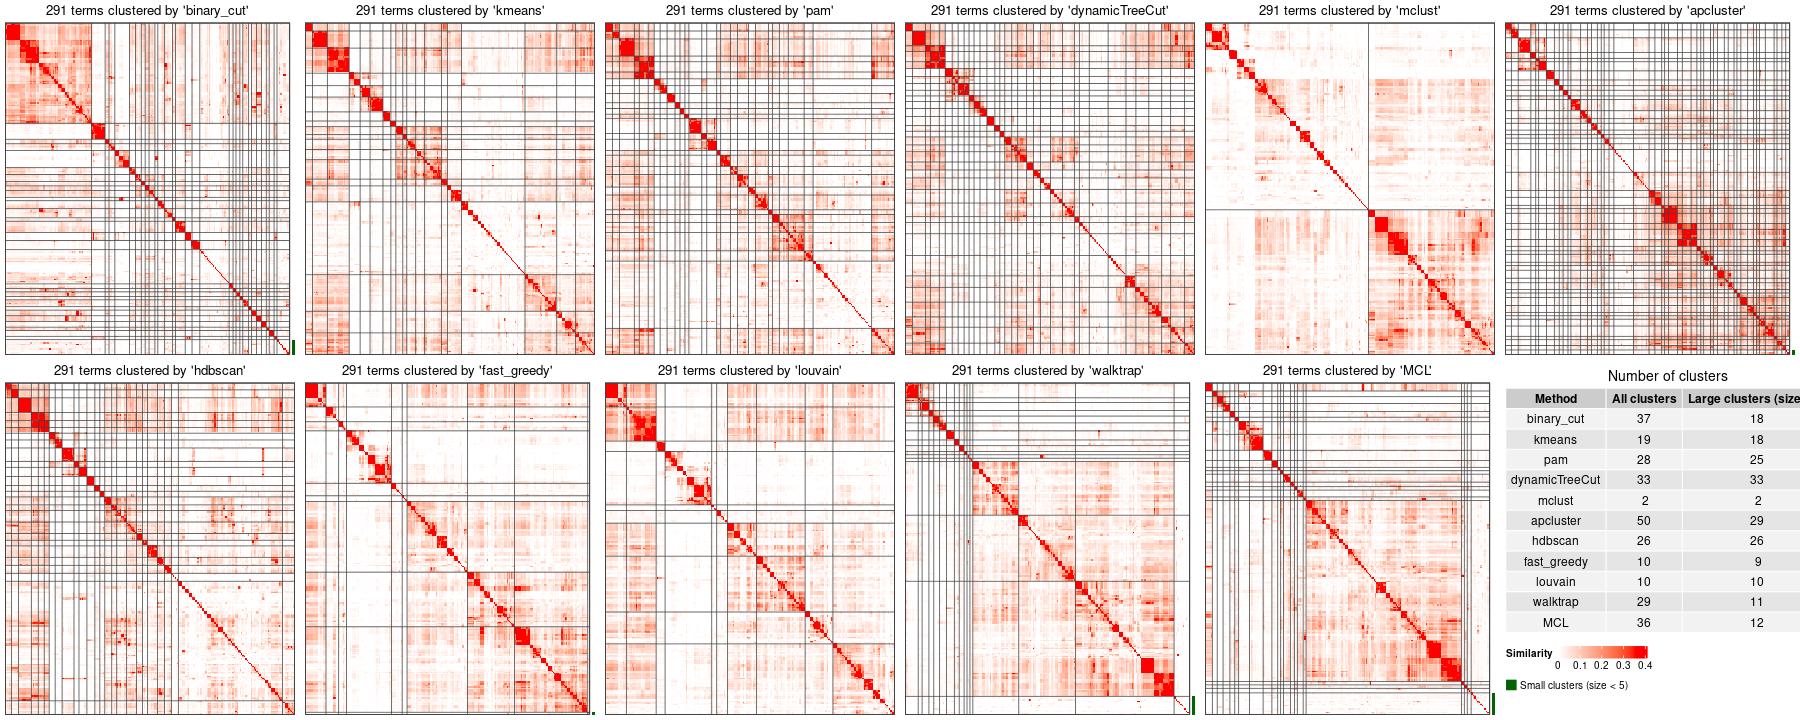 291 terms clustered by 'binary_cut'
291 terms clustered by 'kmeans'
291 terms clustered by 'pam'
291 terms clustered by 'dynamicTreeCut'
291 terms clustered by 'mclust'
291 terms clustered by 'apcluster'
291 terms clustered by 'hdbscan'
291 terms clustered by 'fast_greedy'
291 terms clustered by 'louvain'
291 terms clustered by 'walktrap'
291 terms clustered by 'MCL'
Number of clusters
Method All clusters Large clusters (size
binary_cut 37 18
kmeans 19 18
pam 28 25
dynamicTreeCut 33 33
mclust 2 2
apcluster 50 29
hdbscan 26 26
fast_greedy 10 9
louvain 10 10
walktrap 29 11
MCL 36 12
Similarity
0 0.1 0.2 0.3 0.4
Small clusters (size < 5)